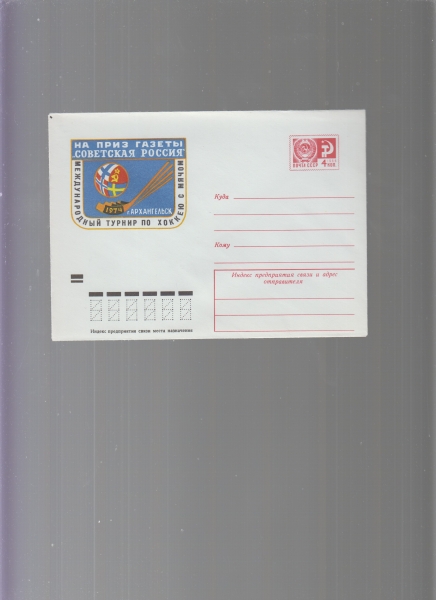 НА ПРИЗ ГАЗЕТЫ
„СОВЕТСКАЯ РОССИЯ"
МЕЖДУНАРОДНЫЙ ТУРНИР ПО ХОККЕЮ С МЯЧОМ
1974
г. АРХАНГЕЛЬСК
ПОЧТА СССР
4
КОП
Куда
Кому
Индекс предприятия связи и адрес
отправителя
Индекс предприятия связи места назначения